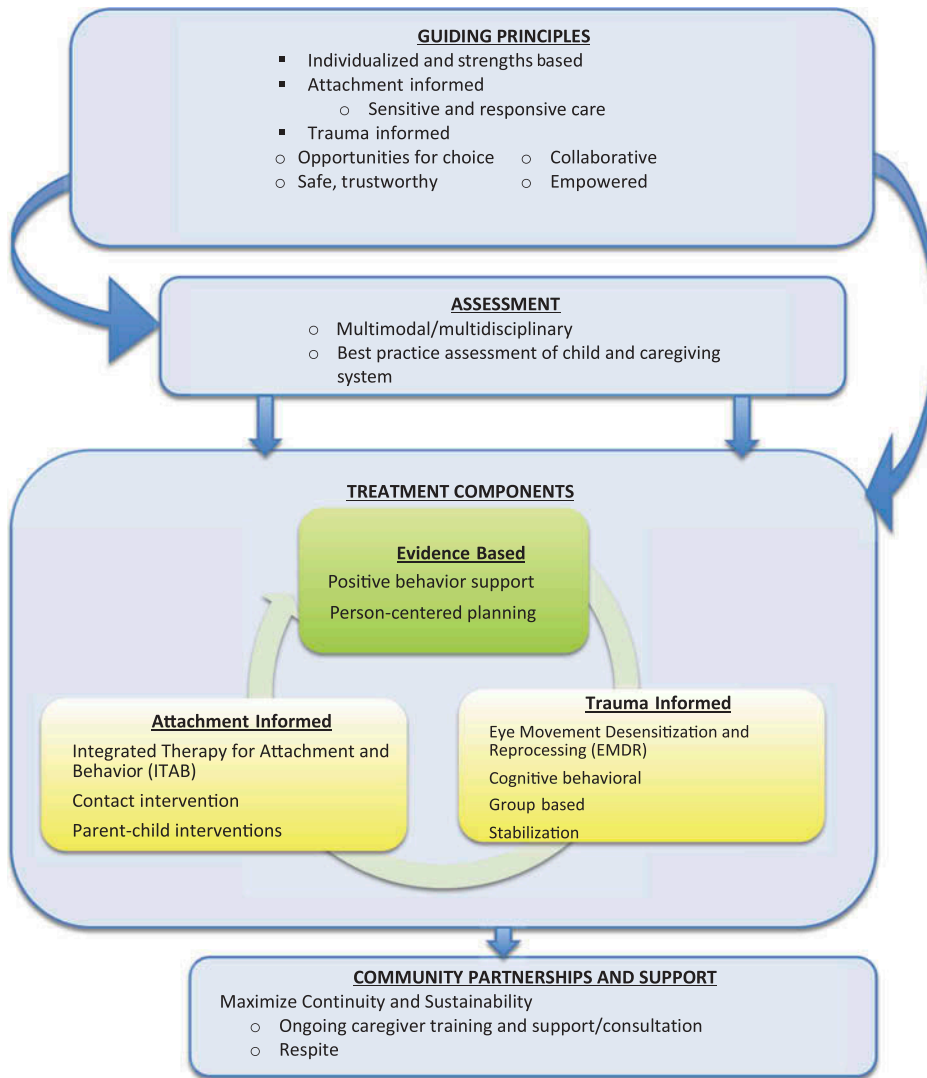 GUIDING PRINCIPLES
▪ Individualized and strengths based
▪ Attachment informed
o Sensitive and responsive care
▪ Trauma informed
o Opportunities for choice o Collaborative
o Safe, trustworthy o Empowered
ASSESSMENT
o Multimodal/multidisciplinary
o Best practice assessment of child and caregiving
system
TREATMENT COMPONENTS
Evidence Based
Positive behavior support
Person-centered planning
Attachment Informed
Integrated Therapy for Attachment and
Behavior (ITAB)
Contact intervention
Parent-child interventions
Trauma Informed
Eye Movement Desensitization and
Reprocessing (EMDR)
Cognitive behavioral
Group based
Stabilization
COMMUNITY PARTNERSHIPS AND SUPPORT
Maximize Continuity and Sustainability
o Ongoing caregiver training and support/consultation
o Respite